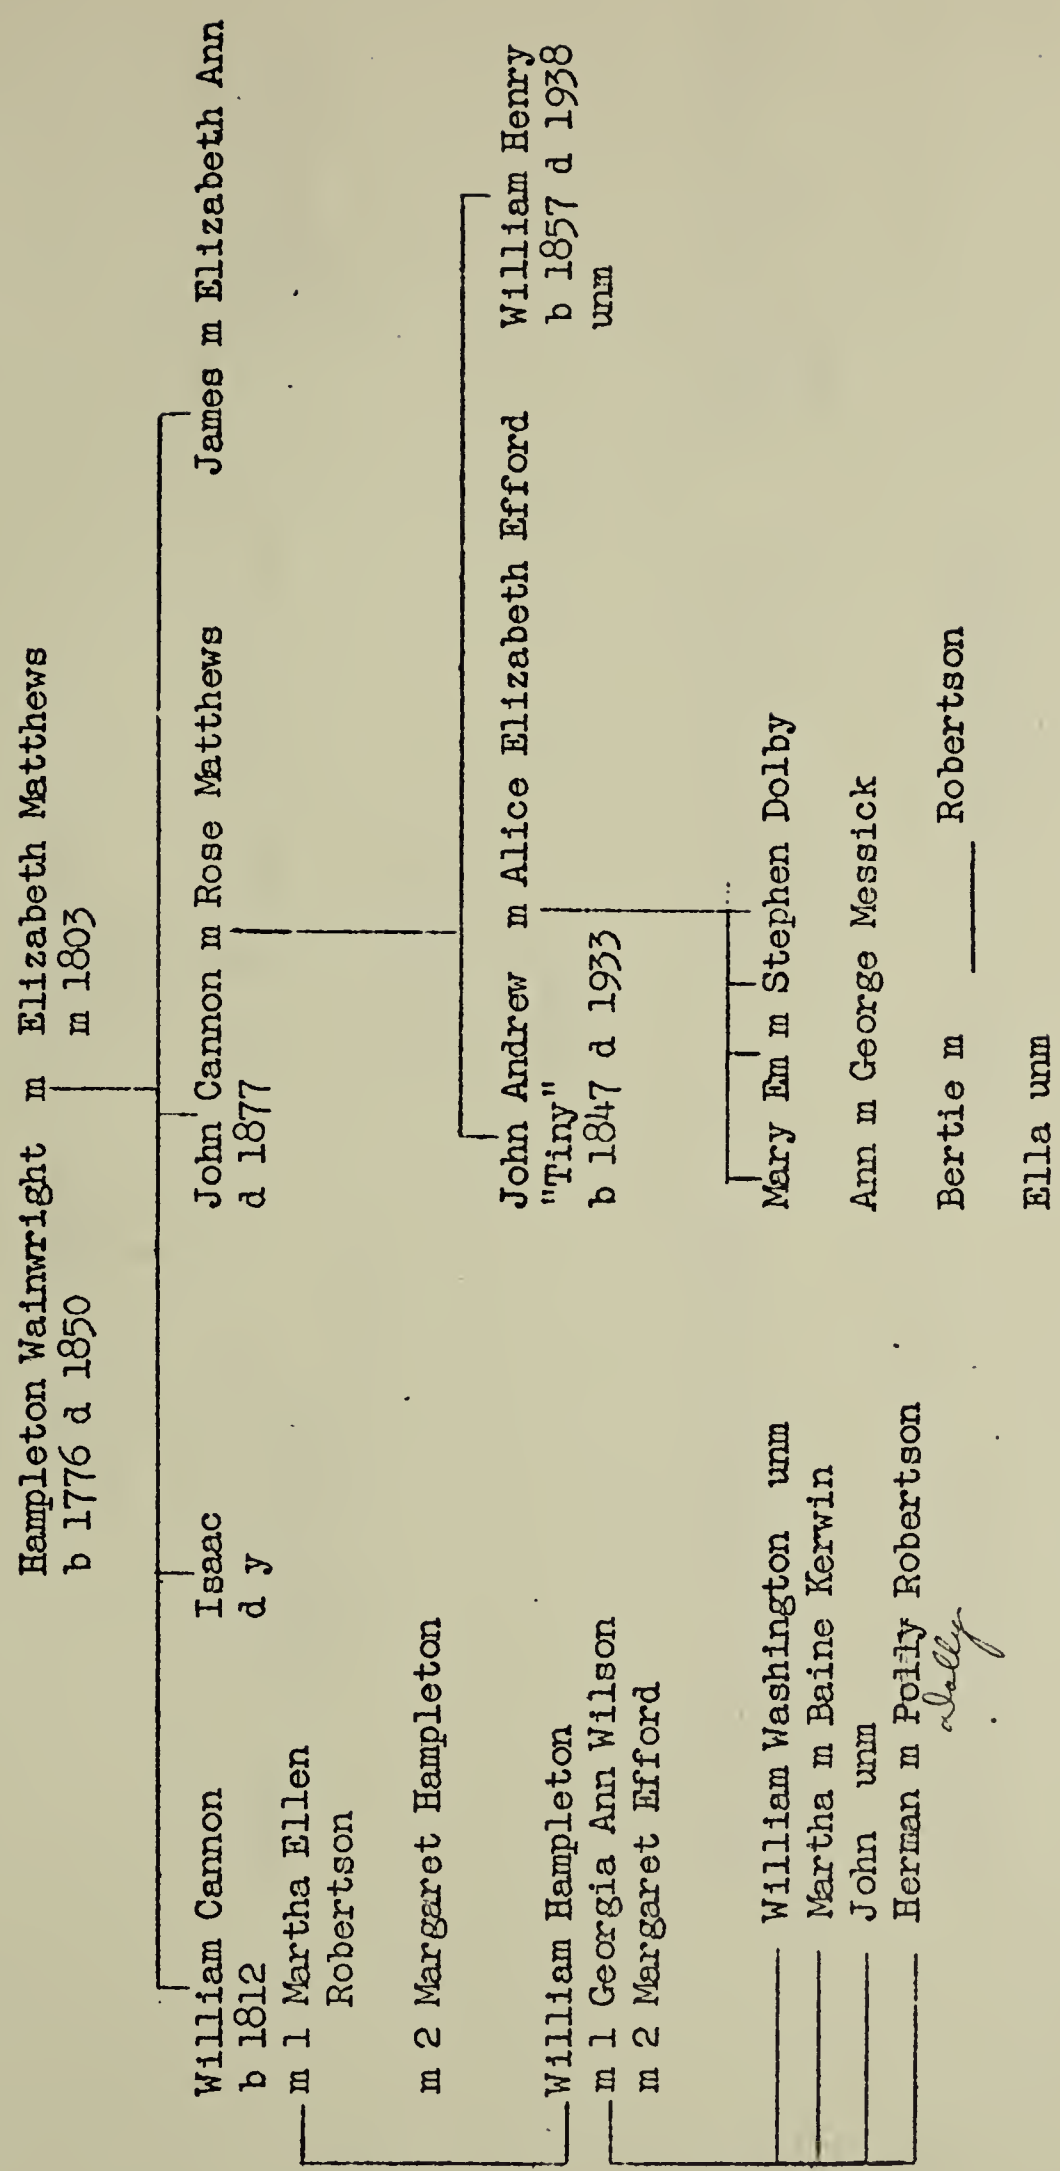 Hampleton Wainwright m Elizabeth Matthews
b 1776 d 1850 m 1803
William Cannon
b 1812
m 1 Martha Ellen
Robertson
m 2 Margaret Hampleton
William Hampleton
m 1 Georgia Ann Wilson
m 2 Margaret Efford
William Washington unm
Martha m Baine Kerwin
John unm
Herman m Polly Robertson
Dolly
Isaac
d y
John Cannon m Rose Matthews
d 1877
John Andrew m Alice Elizabeth Efford
"Tiny"
b 1847 d 1933
Mary Em m Stephen Dolby
Ann m George Messick
Bertie m ____ Robertson
Ella unm
William Henry
b 1857 d 1938
unm
James m Elizabeth Ann